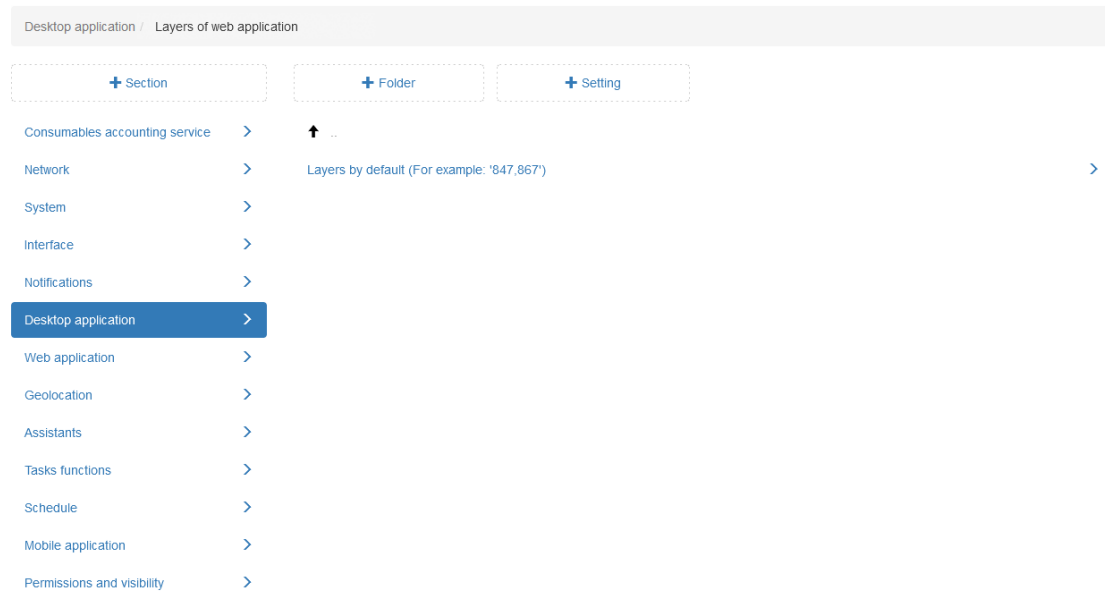 Desktop application / Layers of web application
+ Section
+ Folder
+ Setting
Consumables accounting service
..
Network
Layers by default (For example: '847,867')
System
Interface
Notifications
Desktop application
Web application
Geolocation
Assistants
Tasks functions
Schedule
Mobile application
Permissions and visibility